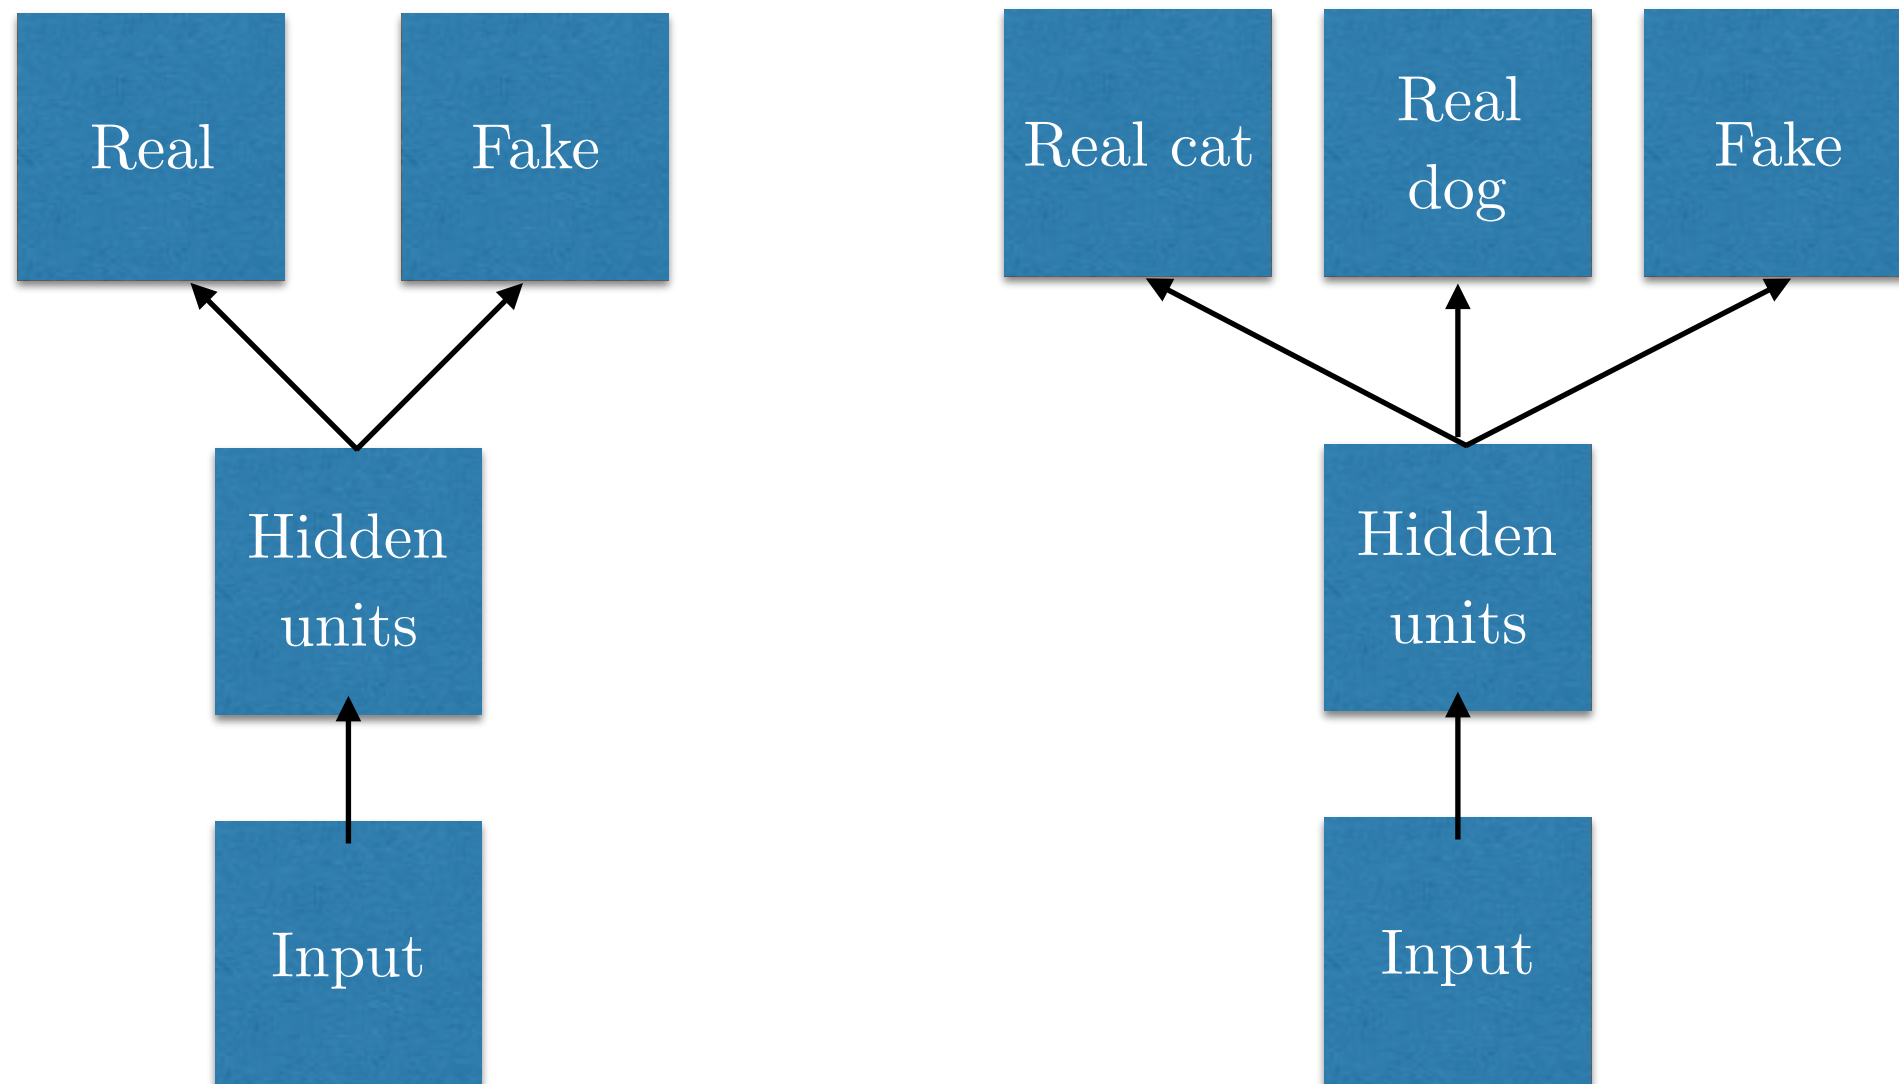 Real
Fake
Hidden
units
Input
Real cat
Real
dog
Fake
Hidden
units
Input